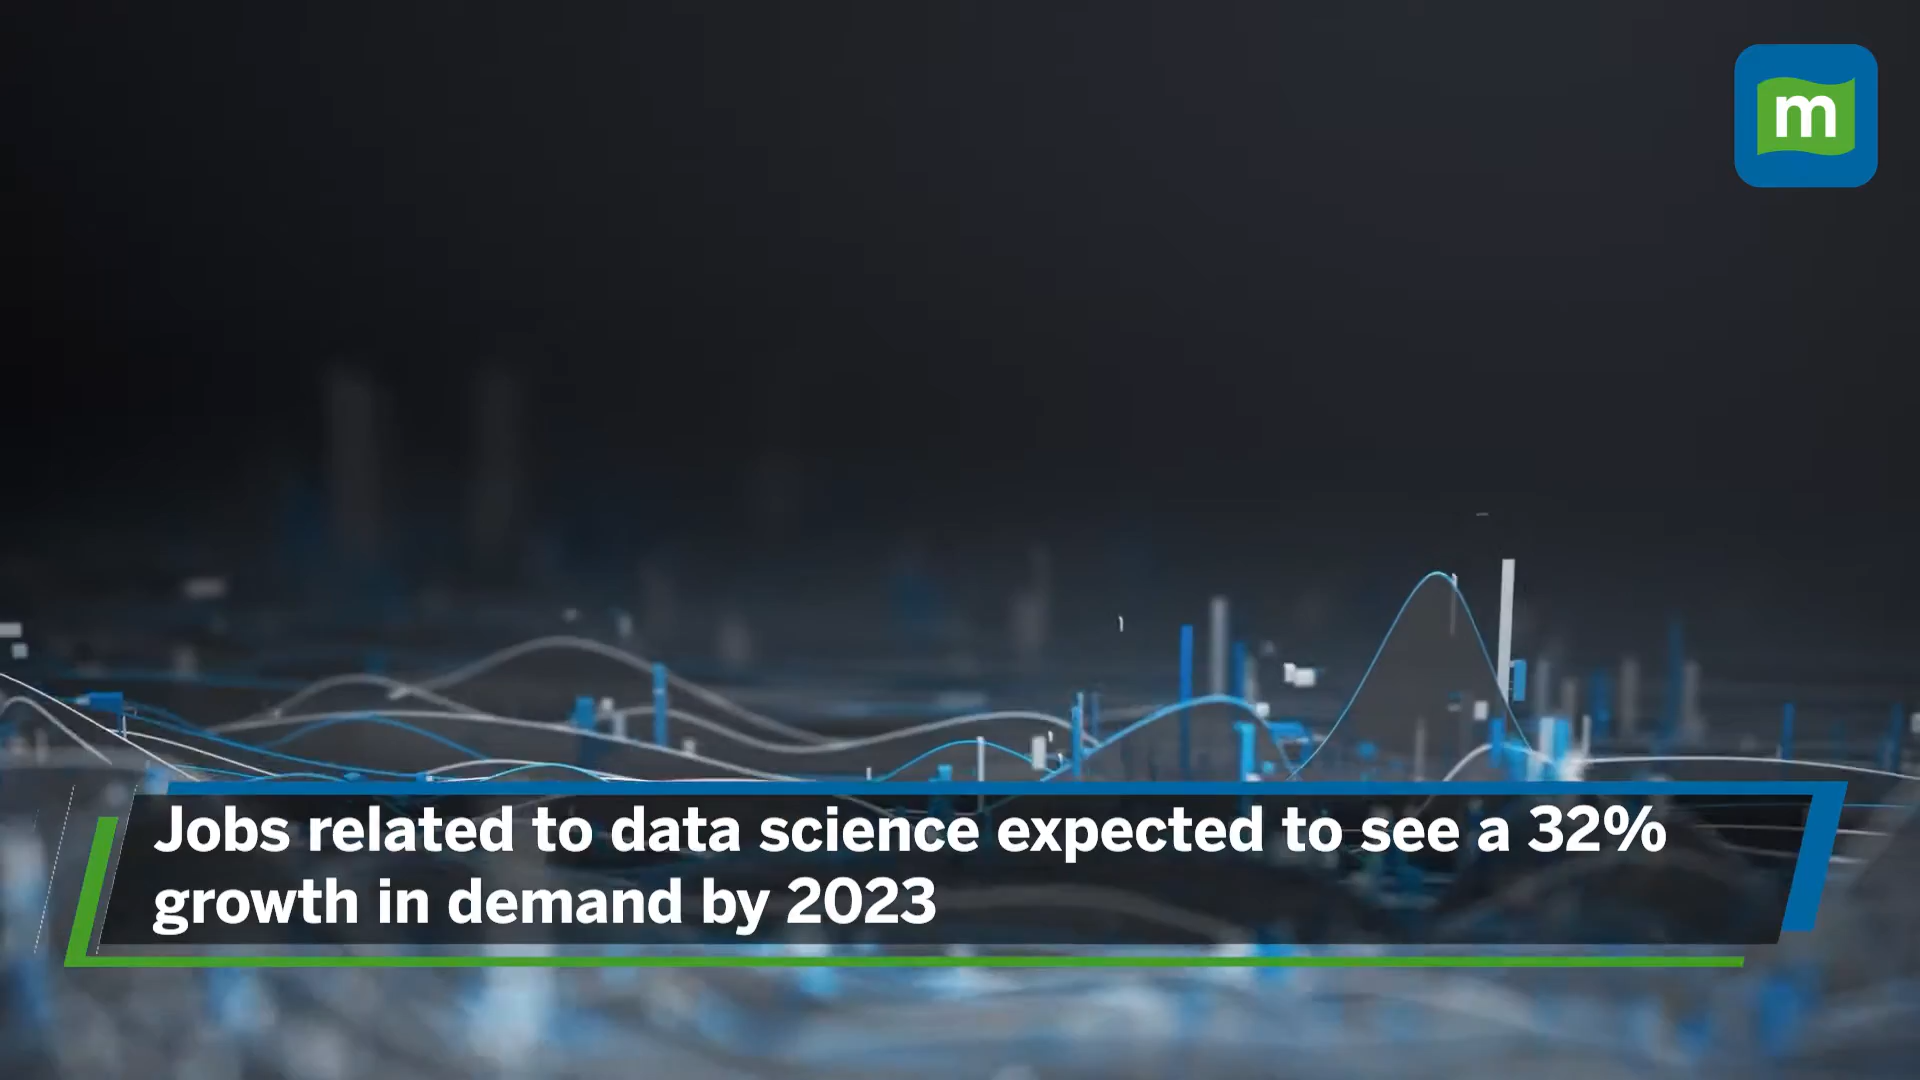 m
Jobs related to data science expected to see a 32%
growth in demand by 2023